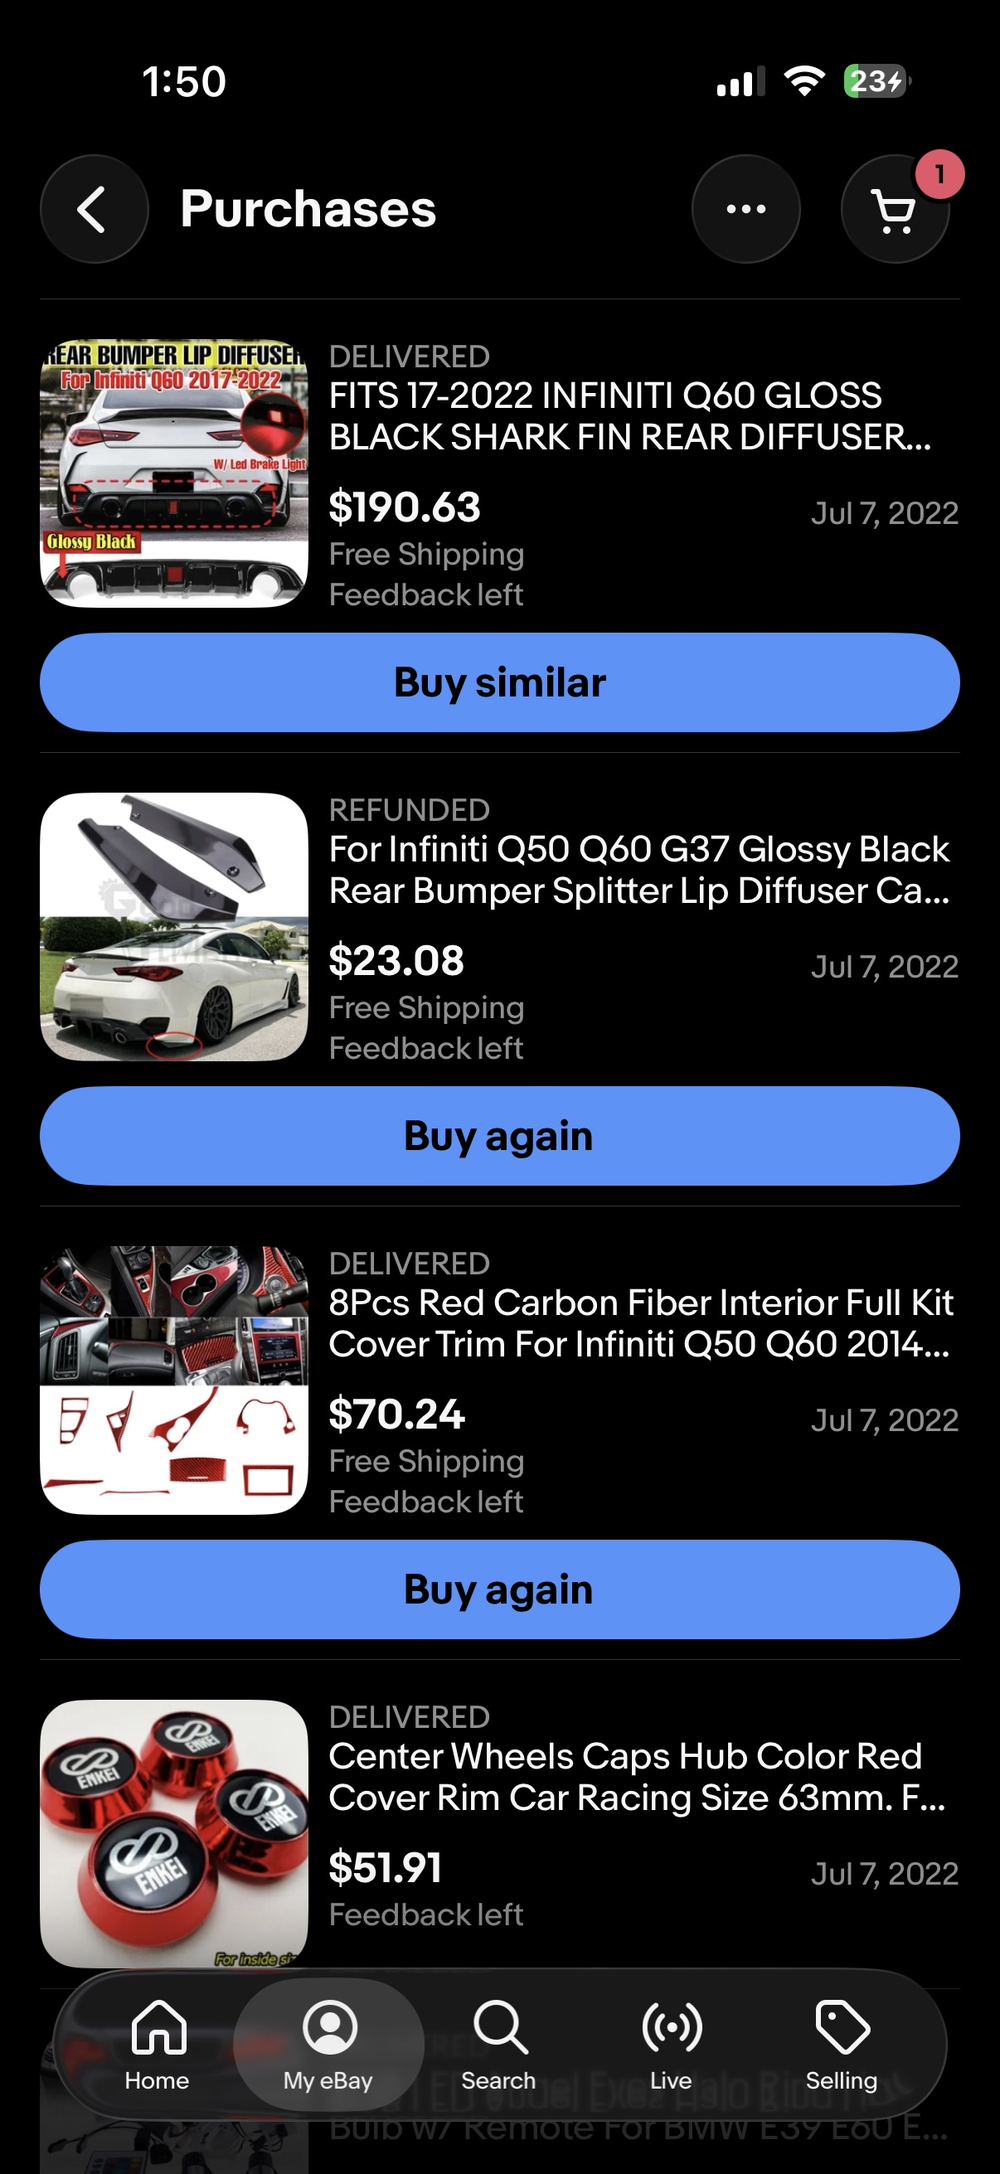 1:50
23
Purchases
1
REAR BUMPER LIP DIFFUSER
For Infiniti Q60 2017-2022
W/ Led Brake Light
Glossy Black
DELIVERED
FITS 17-2022 INFINITI Q60 GLOSS
BLACK SHARK FIN REAR DIFFUSER...
$190.63
Jul 7, 2022
Free Shipping
Feedback left
Buy similar
REFUNDED
For Infiniti Q50 Q60 G37 Glossy Black
Rear Bumper Splitter Lip Diffuser Ca...
$23.08
Jul 7, 2022
Free Shipping
Feedback left
Buy again
DELIVERED
8Pcs Red Carbon Fiber Interior Full Kit
Cover Trim For Infiniti Q50 Q60 2014...
$70.24
Jul 7, 2022
Free Shipping
Feedback left
Buy again
ENKEI
ENKEI
ENKEI
ENKEI
For inside
DELIVERED
Center Wheels Caps Hub Color Red
Cover Rim Car Racing Size 63mm. F...
$51.91
Jul 7, 2022
Feedback left
Home
My eBay
Search
Live
Selling
Bulb w/ Remote For BMW E39 E60 E...